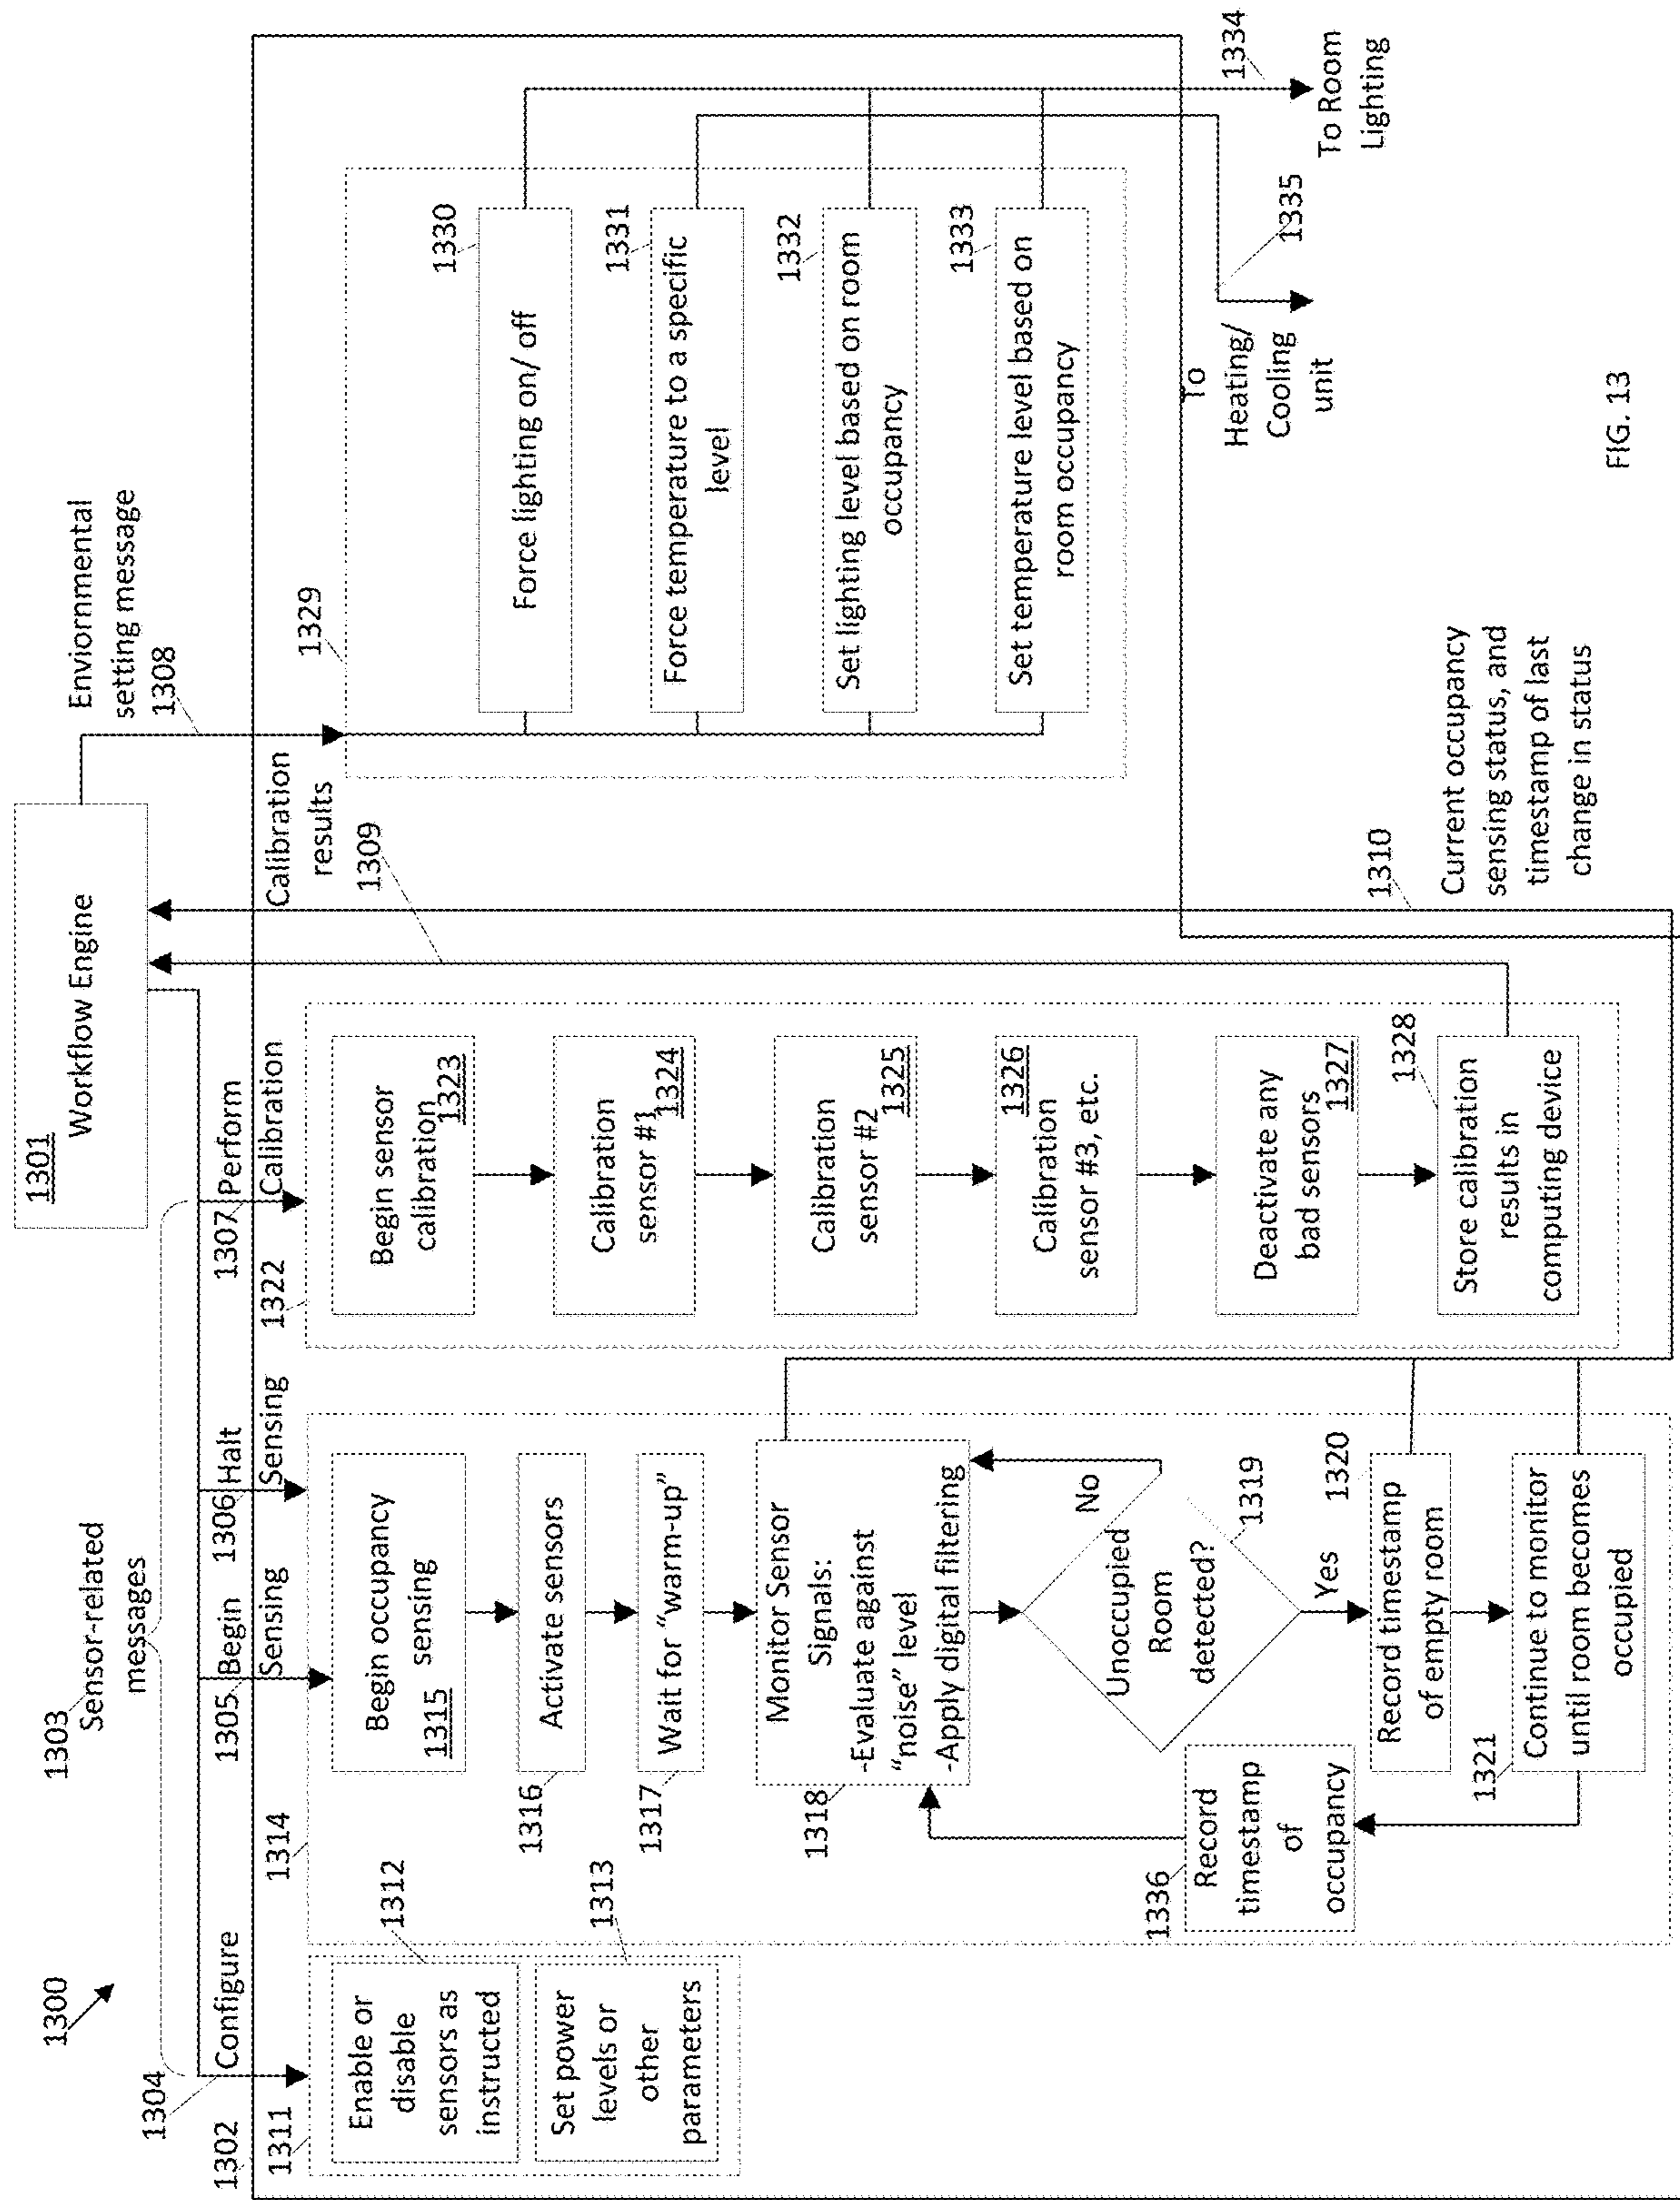 1300
1301
Workflow Engine
Enviornmental
setting message
1308
1303
Sensor-related
messages
1304
Configure
1305
Begin
Sensing
1306
Halt
Sensing
1307
Perform
Calibration
Calibration
results
1309
1302
1311
Enable or
disable
sensors as
instructed
1312
Set power
levels or
other
parameters
1313
1314
Begin occupancy
sensing
1315
Activate sensors
1316
Wait for “warm-up”
1317
Monitor Sensor
Signals:
-Evaluate against
“noise” level
-Apply digital filtering
1318
Unoccupied
Room
detected?
1319
No
Yes
Record timestamp
of empty room
1320
Continue to monitor
until room becomes
occupied
1321
Record
timestamp
of
occupancy
1336
1322
Begin sensor
calibration
1323
Calibration
sensor #1
1324
Calibration
sensor #2
1325
Calibration
sensor #3, etc.
1326
Deactivate any
bad sensors
1327
Store calibration
results in
computing device
1328
1329
Force lighting on/ off
1330
Force temperature to a specific
level
1331
Set lighting level based on room
occupancy
1332
Set temperature level based on
room occupancy
1333
1334
To Room
Lighting
1335
To
Heating/
Cooling
unit
1310
Current occupancy
sensing status, and
timestamp of last
change in status
FIG. 13